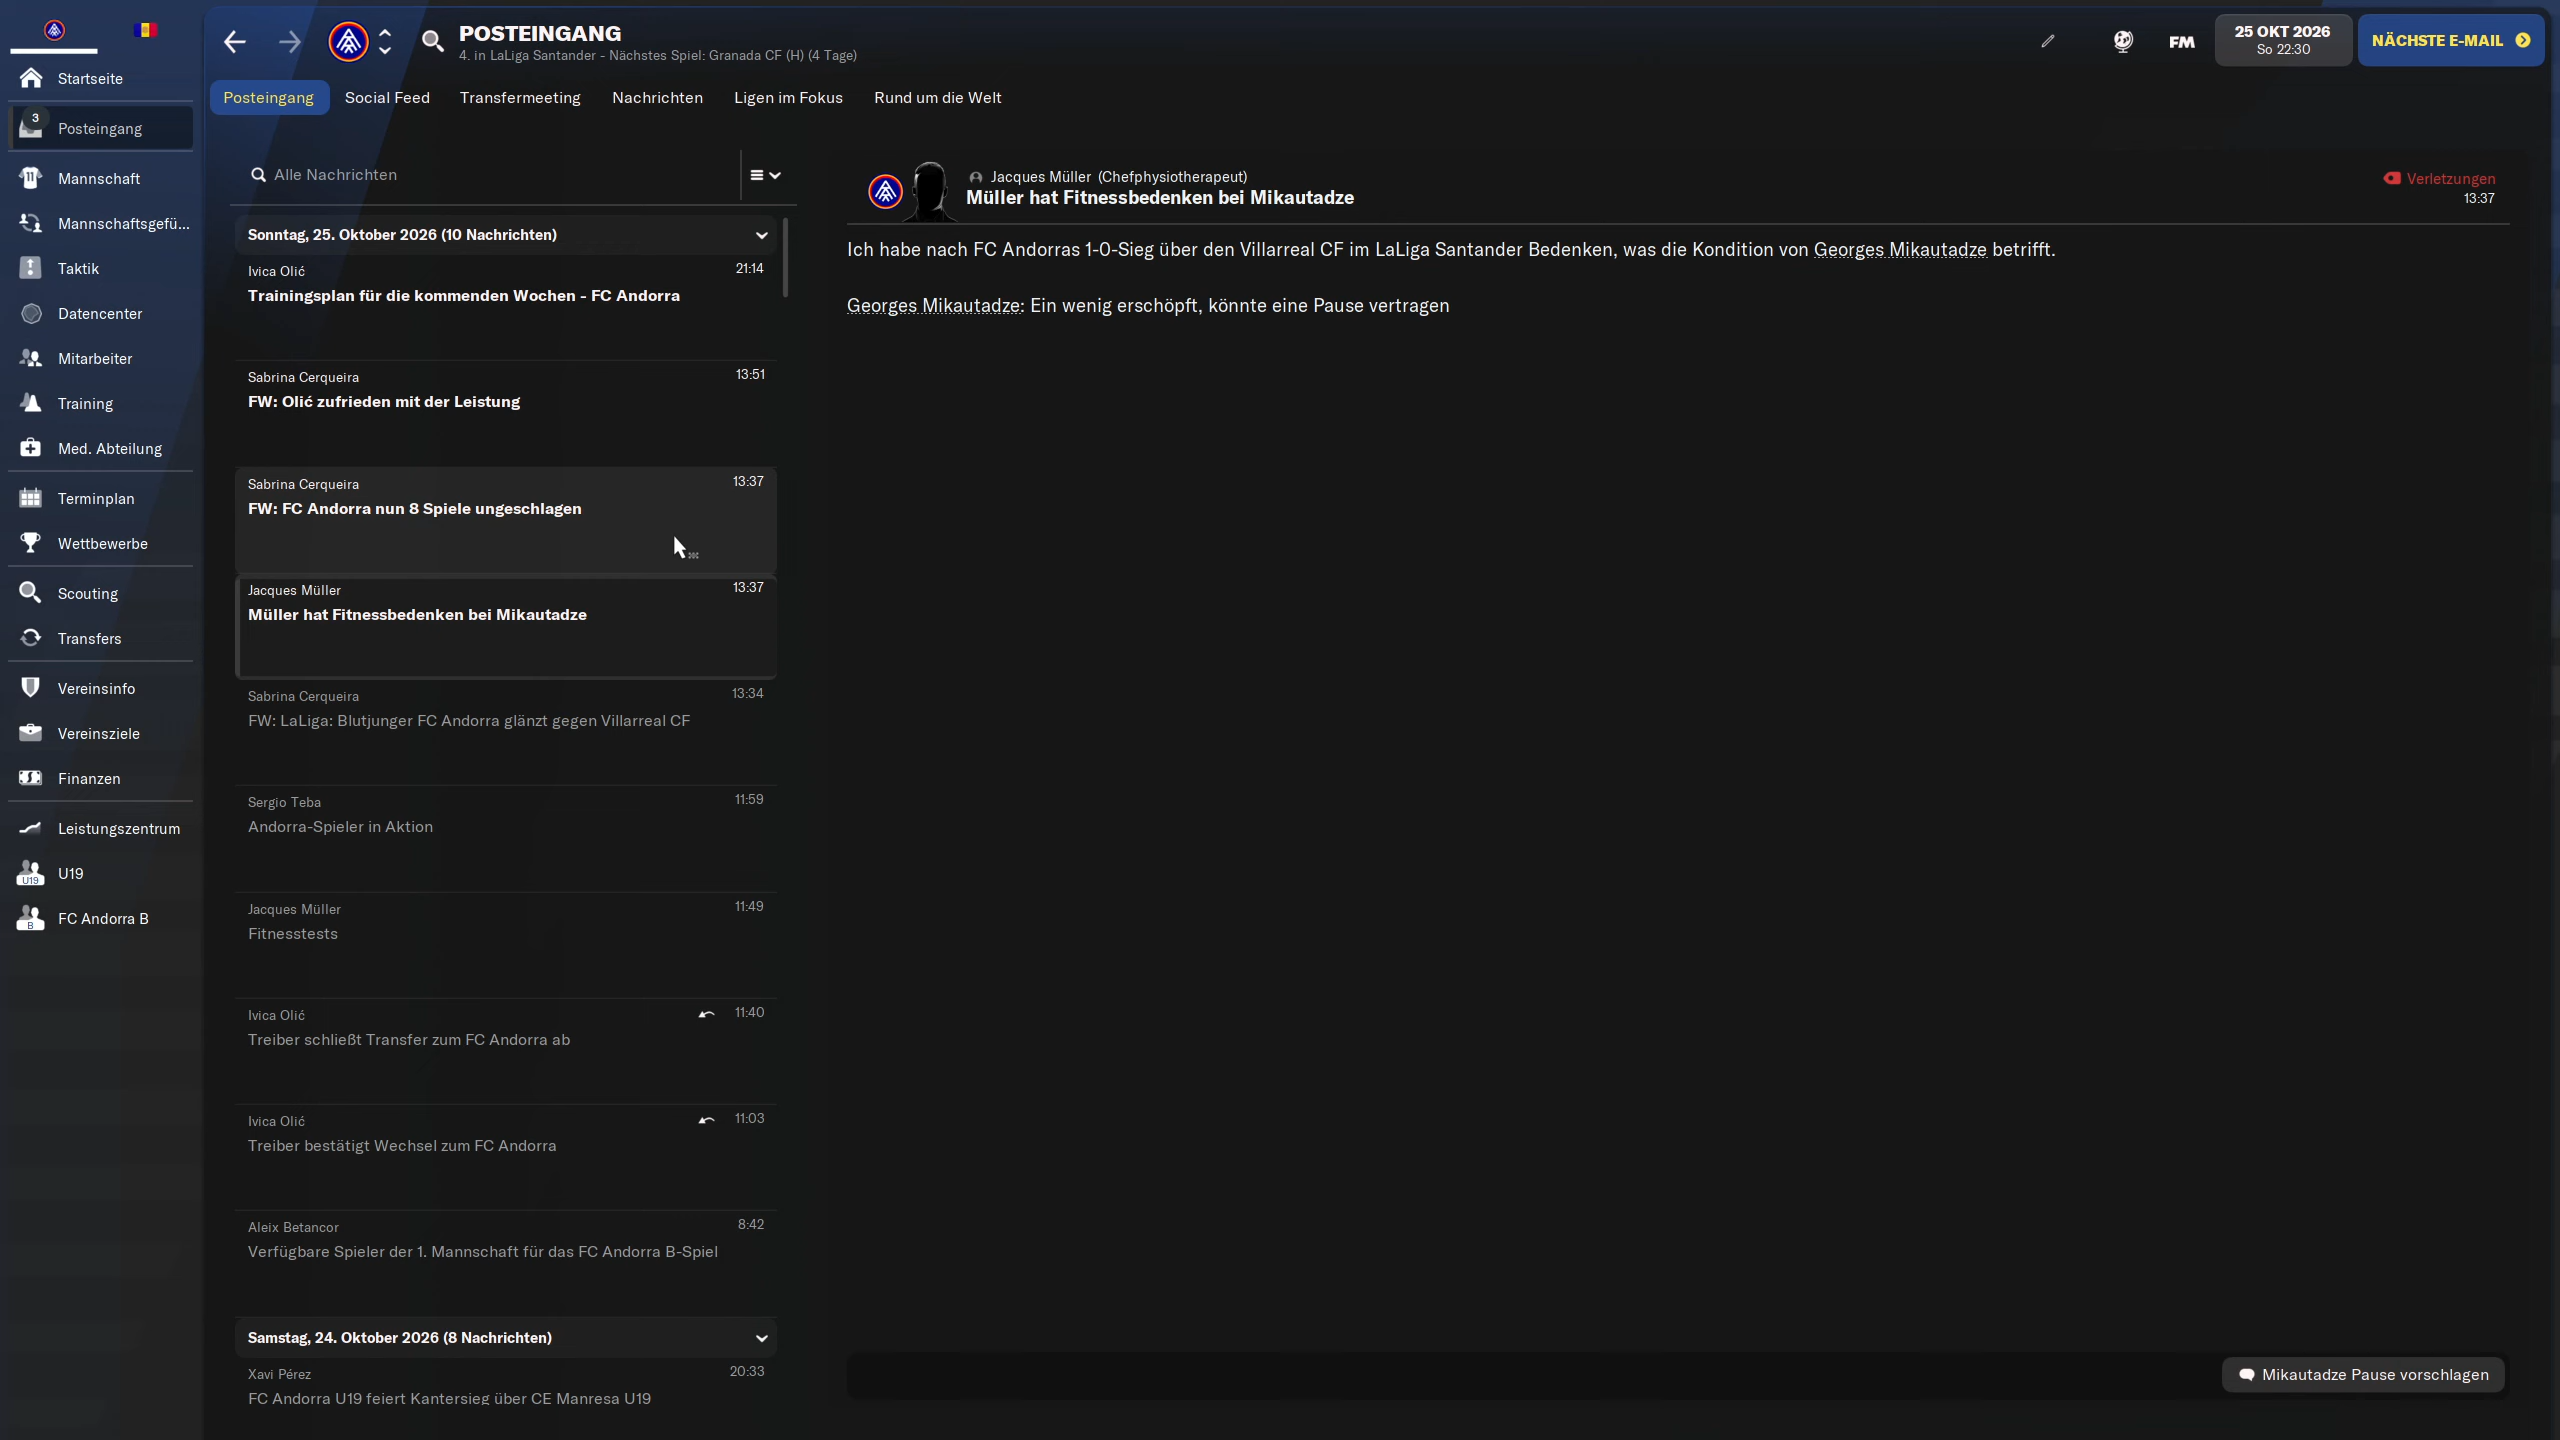 POSTEINGANG
4. in LaLiga Santander - Nächstes Spiel: Granada CF (H) (4 Tage)
FM
25 OKT 2026
So 22:30
NÄCHSTE E-MAIL
Posteingang
Social Feed
Transfermeeting
Nachrichten
Ligen im Fokus
Rund um die Welt
Startseite
3
Posteingang
11
Mannschaft
Mannschaftsgefü...
Taktik
Datencenter
Mitarbeiter
Training
Med. Abteilung
Terminplan
Wettbewerbe
Scouting
Transfers
Vereinsinfo
Vereinsziele
Finanzen
Leistungszentrum
U19
U19
B
FC Andorra B
Alle Nachrichten
Sonntag, 25. Oktober 2026 (10 Nachrichten)
Ivica Olić
21:14
Trainingsplan für die kommenden Wochen - FC Andorra
Sabrina Cerqueira
13:51
FW: Olić zufrieden mit der Leistung
Sabrina Cerqueira
13:37
FW: FC Andorra nun 8 Spiele ungeschlagen
Jacques Müller
13:37
Müller hat Fitnessbedenken bei Mikautadze
Sabrina Cerqueira
13:34
FW: LaLiga: Blutjunger FC Andorra glänzt gegen Villarreal CF
Sergio Teba
11:59
Andorra-Spieler in Aktion
Jacques Müller
11:49
Fitnesstests
Ivica Olić
11:40
Treiber schließt Transfer zum FC Andorra ab
Ivica Olić
11:03
Treiber bestätigt Wechsel zum FC Andorra
Aleix Betancor
8:42
Verfügbare Spieler der 1. Mannschaft für das FC Andorra B-Spiel
Samstag, 24. Oktober 2026 (8 Nachrichten)
Xavi Pérez
20:33
FC Andorra U19 feiert Kantersieg über CE Manresa U19
Jacques Müller (Chefphysiotherapeut)
Müller hat Fitnessbedenken bei Mikautadze
Verletzungen
13:37
Ich habe nach FC Andorras 1-0-Sieg über den Villarreal CF im LaLiga Santander Bedenken, was die Kondition von Georges Mikautadze betrifft.
Georges Mikautadze: Ein wenig erschöpft, könnte eine Pause vertragen
Mikautadze Pause vorschlagen